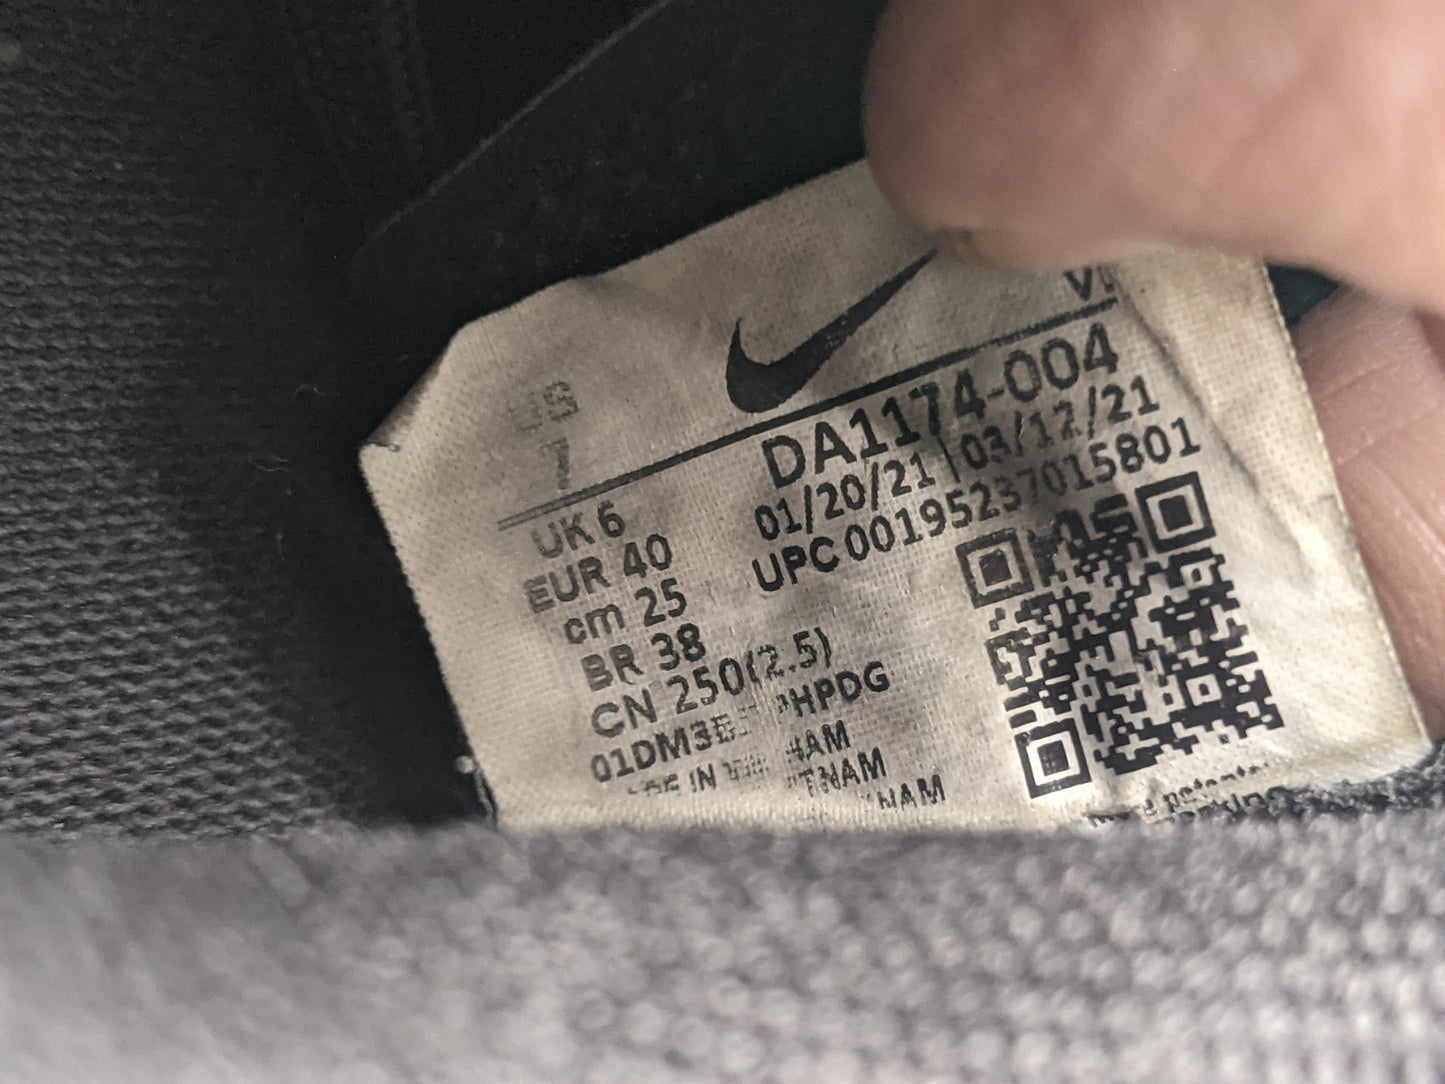 US
7
UK 6
EUR 40
cm 25
BR 38
CN 250(2.5)
DA1174-004
01/20/21 03/12/21
UPC 00195237015801